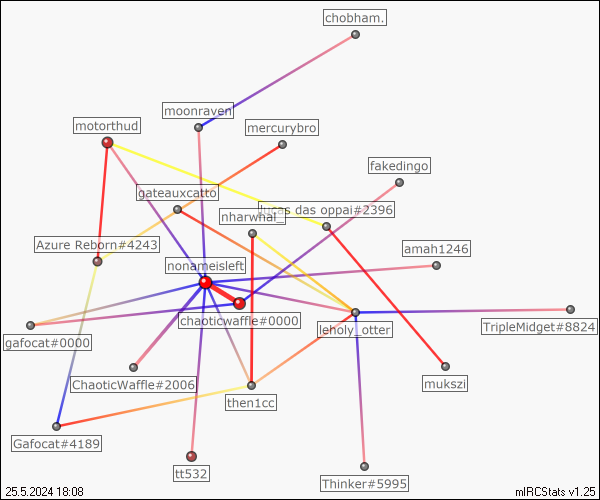 chobham.
moonraven
motorthud
mercurybro
fakedingo
gateauxcatto
lucas das oppai#2396
nharwhal_
Azure Reborn#4243
amah1246
nonameisleft
chaoticwaffle#0000
leholy_otter
TripleMidget#8824
gafocat#0000
ChaoticWaffle#2006
mukszi
then1cc
Gafocat#4189
tt532
Thinker#5995
25.5.2024 18:08
mIRCStats v1.25